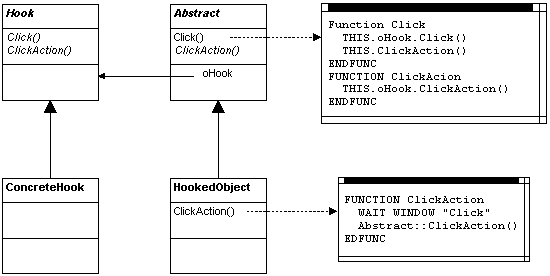 Hook
Click()
ClickAction()
Abstract
Click()
ClickAction()
oHook
Function Click
THIS.oHook.Click()
THIS.ClickAction()
ENDFUNC
FUNCTION ClickAcion
THIS.oHook.ClickAction()
ENDFUNC
ConcreteHook
HookedObject
ClickAction()
FUNCTION ClickAction
WAIT WINDOW "Click"
Abstract::ClickAction()
EDFUNC